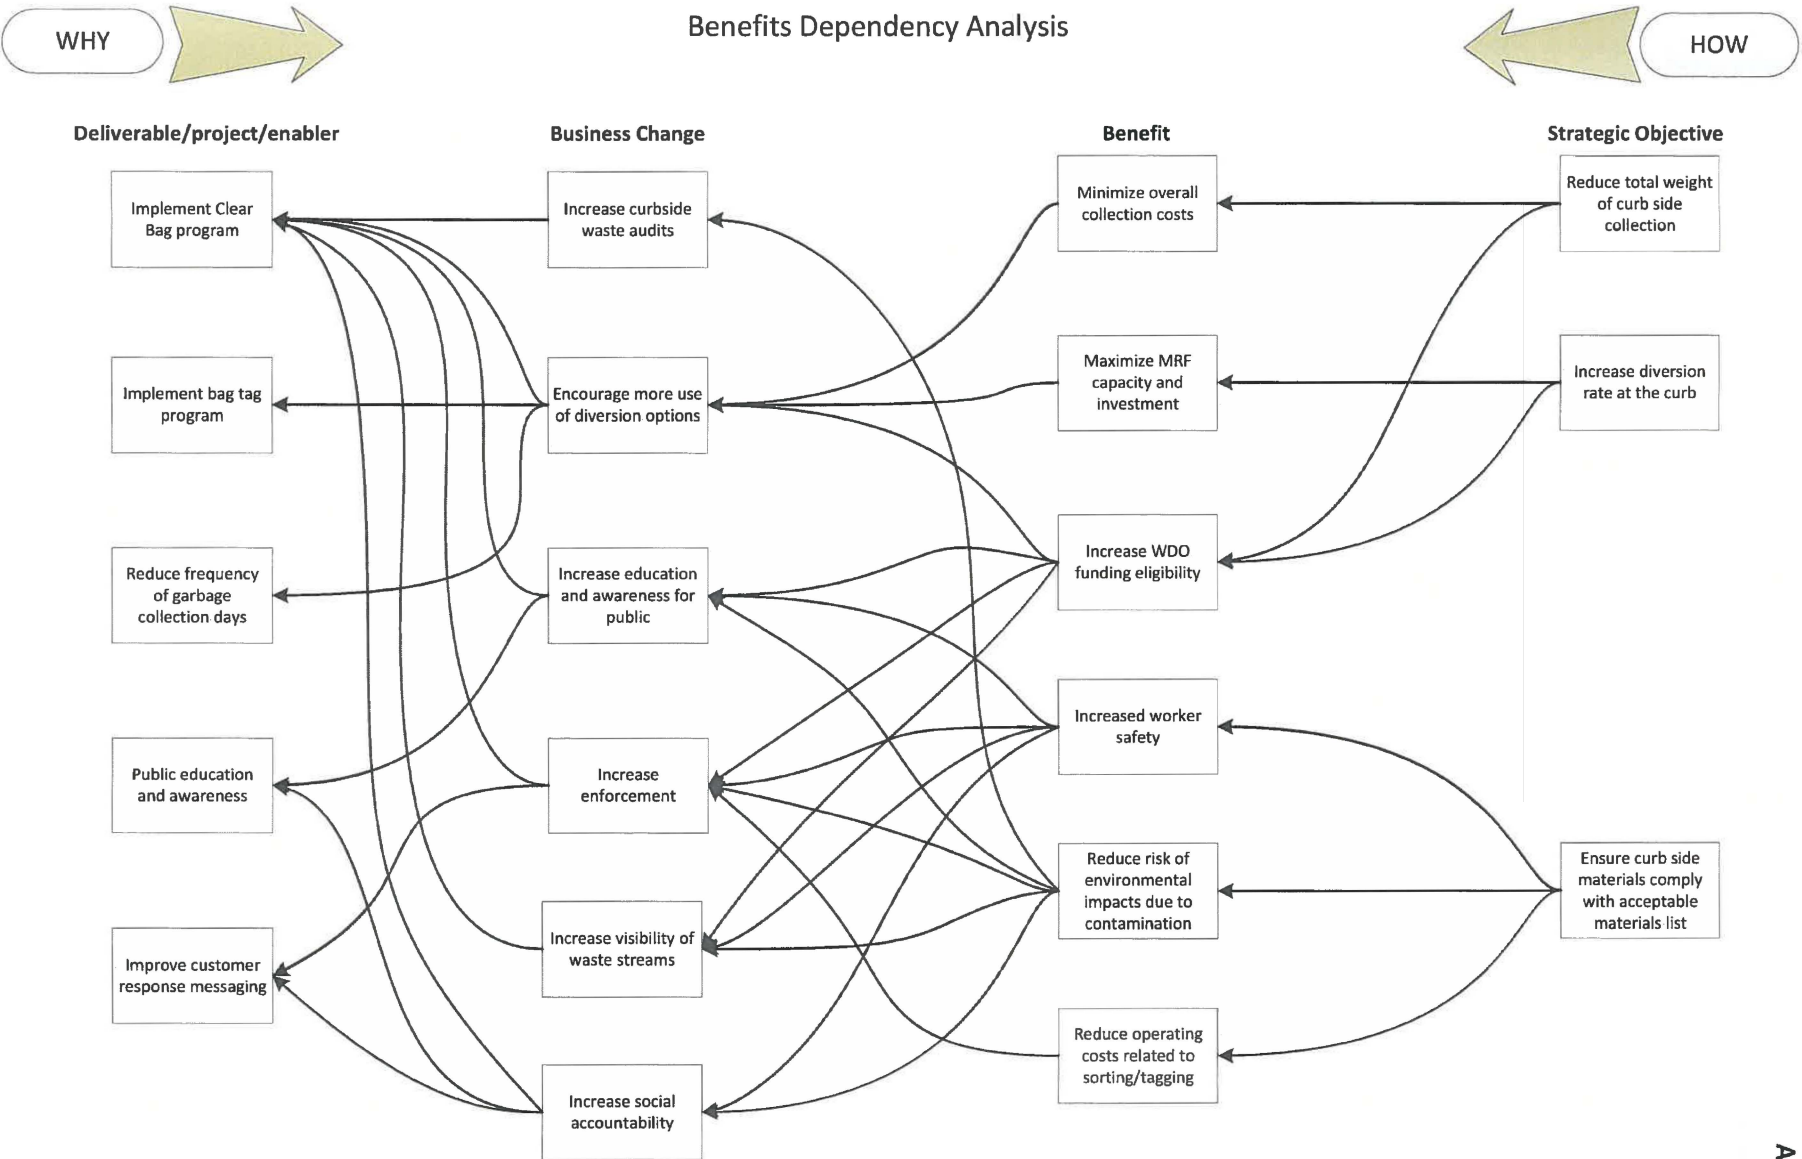 WHY
Benefits Dependency Analysis
HOW
Deliverable/project/enabler
Business Change
Benefit
Strategic Objective
Implement Clear
Bag program
Increase curbside
waste audits
Minimize overall
collection costs
Reduce total weight
of curb side
collection
Implement bag tag
program
Encourage more use
of diversion options
Maximize MRF
capacity and
investment
Increase diversion
rate at the curb
Reduce frequency
of garbage
collection days
Increase education
and awareness for
public
Increase WDO
funding eligibility
Public education
and awareness
Increase
enforcement
Increased worker
safety
Improve customer
response messaging
Increase visibility of
waste streams
Reduce risk of
environmental
impacts due to
contamination
Ensure curb side
materials comply
with acceptable
materials list
Increase social
accountability
Reduce operating
costs related to
sorting/tagging
A